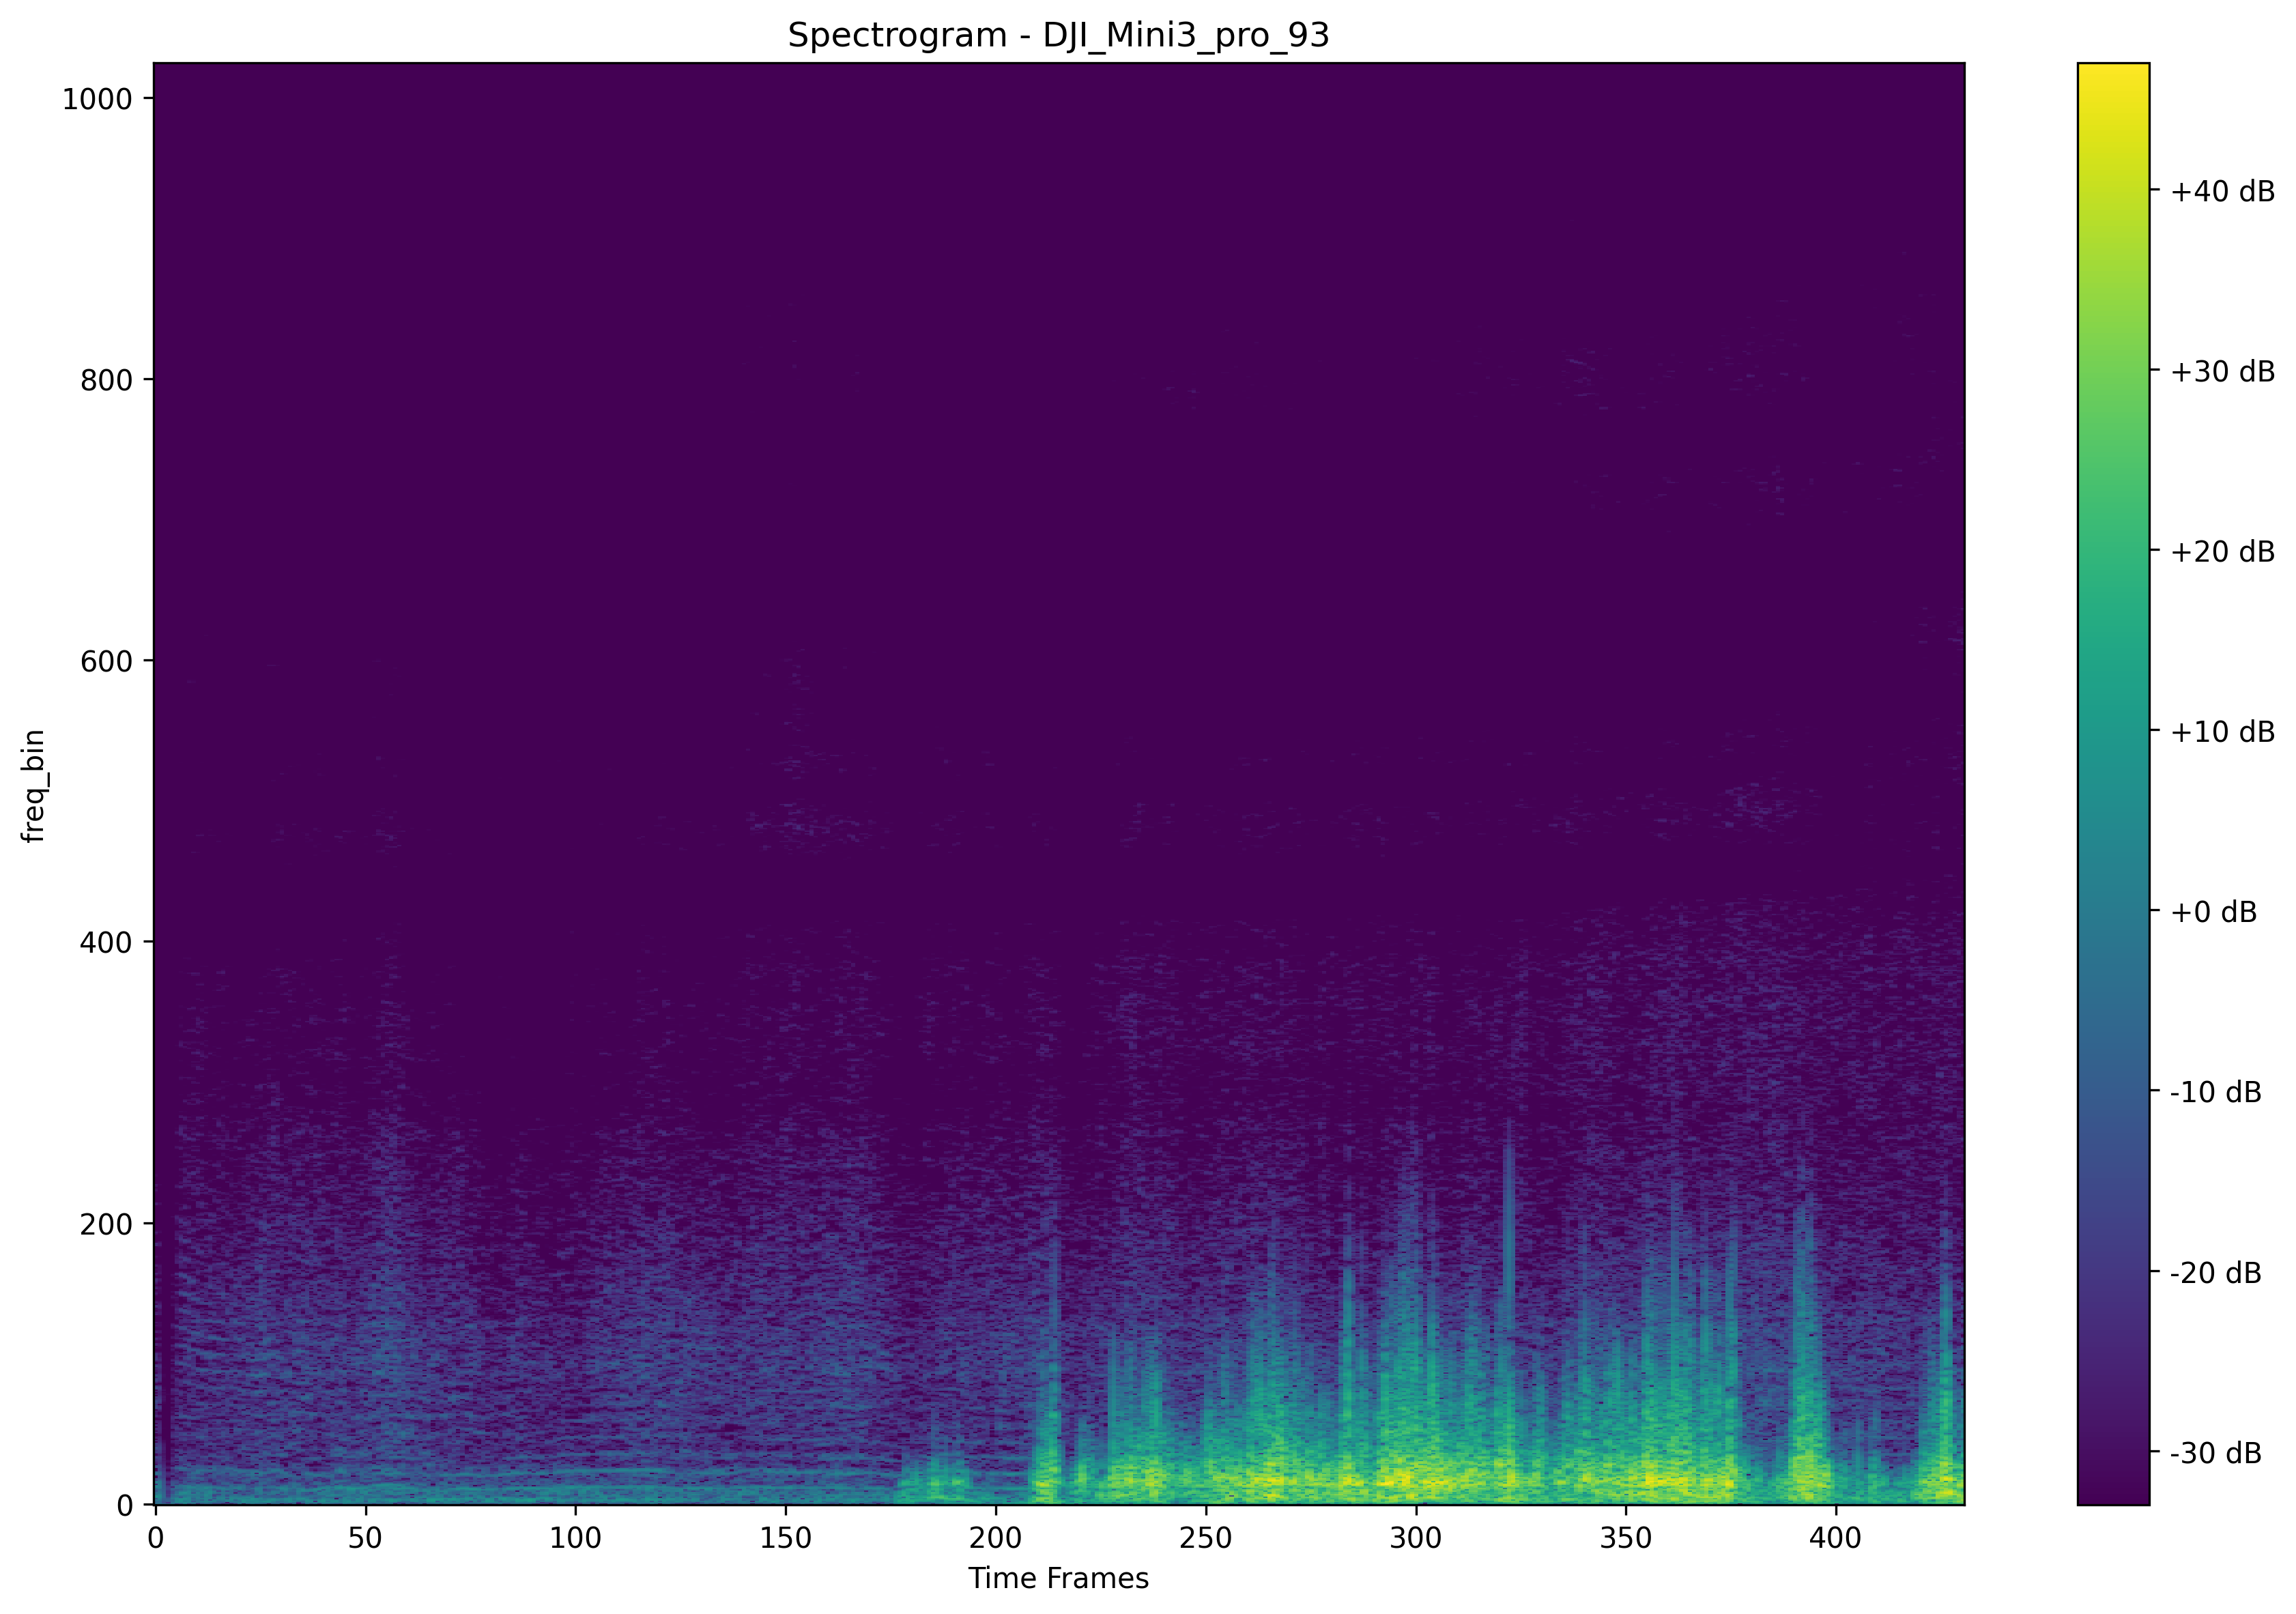 Spectrogram - DJI_Mini3_pro_93
1000
800
600
400
200
0
freq_bin
0 50 100 150 200 250 300 350 400
Time Frames
+40 dB
+30 dB
+20 dB
+10 dB
+0 dB
-10 dB
-20 dB
-30 dB